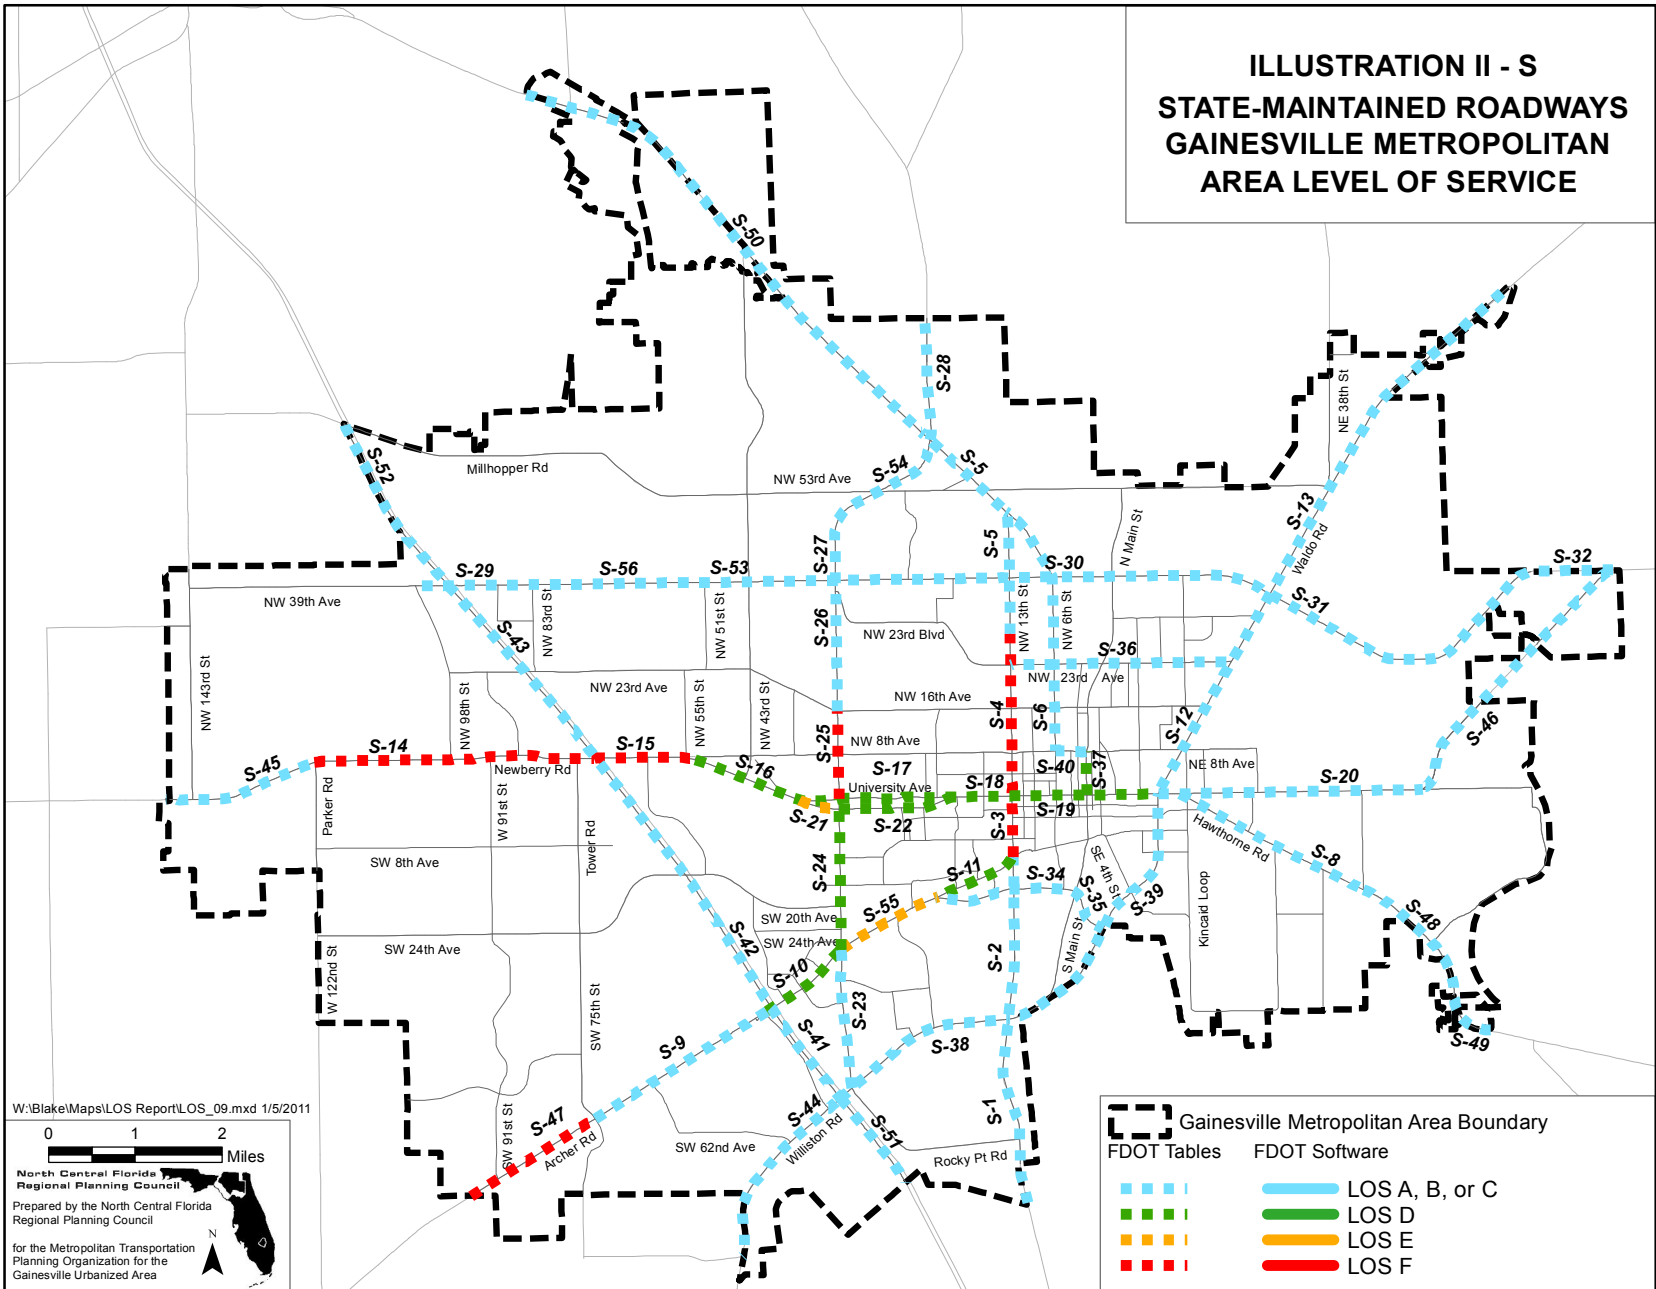 ILLUSTRATION II - S
STATE-MAINTAINED ROADWAYS
GAINESVILLE METROPOLITAN
AREA LEVEL OF SERVICE
S-50
S-28
NE 38th St
S-52
Millhopper Rd
S-54
S-5
NW 53rd Ave
S-13
Waldo Rd
N Main St
S-27
S-5
S-29
S-56
S-53
S-30
S-32
NW 39th Ave
S-31
NW 83rd St
NW 51st St
NW 13th St
NW 6th St
S-43
S-26
NW 23rd Blvd
S-36
NW 143rd St
NW 98th St
NW 23rd Ave
NW 55th St
NW 43rd St
NW 23rd Ave
NW 16th Ave
S-4
S-6
S-12
S-46
S-14
S-15
S-25
NW 8th Ave
S-45
Newberry Rd
S-16
S-17
S-40
S-37
NE 8th Ave
S-20
University Ave
S-18
S-19
Parker Rd
W 91st St
S-21
S-22
S-3
Hawthorne Rd
Tower Rd
SW 8th Ave
S-24
S-11
S-34
SE 4th St
S-35
S-39
S-8
Kincaid Loop
S-55
SW 20th Ave
S-48
SW 24th Ave
S-42
SW 24th Ave
S Main St
W 122nd St
S-10
S-2
SW 75th St
S-9
S-41
S-23
S-38
S-49
S-47
SW 91st St
Archer Rd
S-44
Williston Rd
S-51
S-1
SW 62nd Ave
Rocky Pt Rd
W:\Blake\Maps\LOS Report\LOS_09.mxd 1/5/2011
0 1 2
Miles
North Central Florida
Regional Planning Council
Prepared by the North Central Florida
Regional Planning Council
N
for the Metropolitan Transportation
Planning Organization for the
Gainesville Urbanized Area
Gainesville Metropolitan Area Boundary
FDOT Tables FDOT Software
LOS A, B, or C
LOS D
LOS E
LOS F